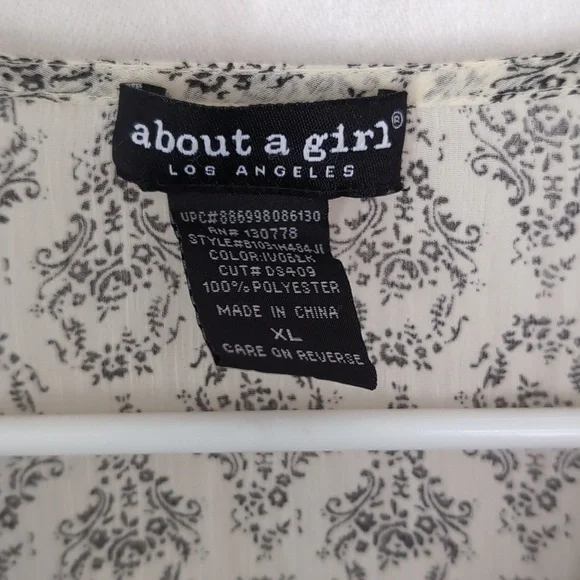 about a girl®
LOS ANGELES
UPC#886998086130
RN# 130778
COLOR:IV062K
CUT# DS409
100% POLYESTER
MADE IN CHINA
XL
CARE ON REVERSE